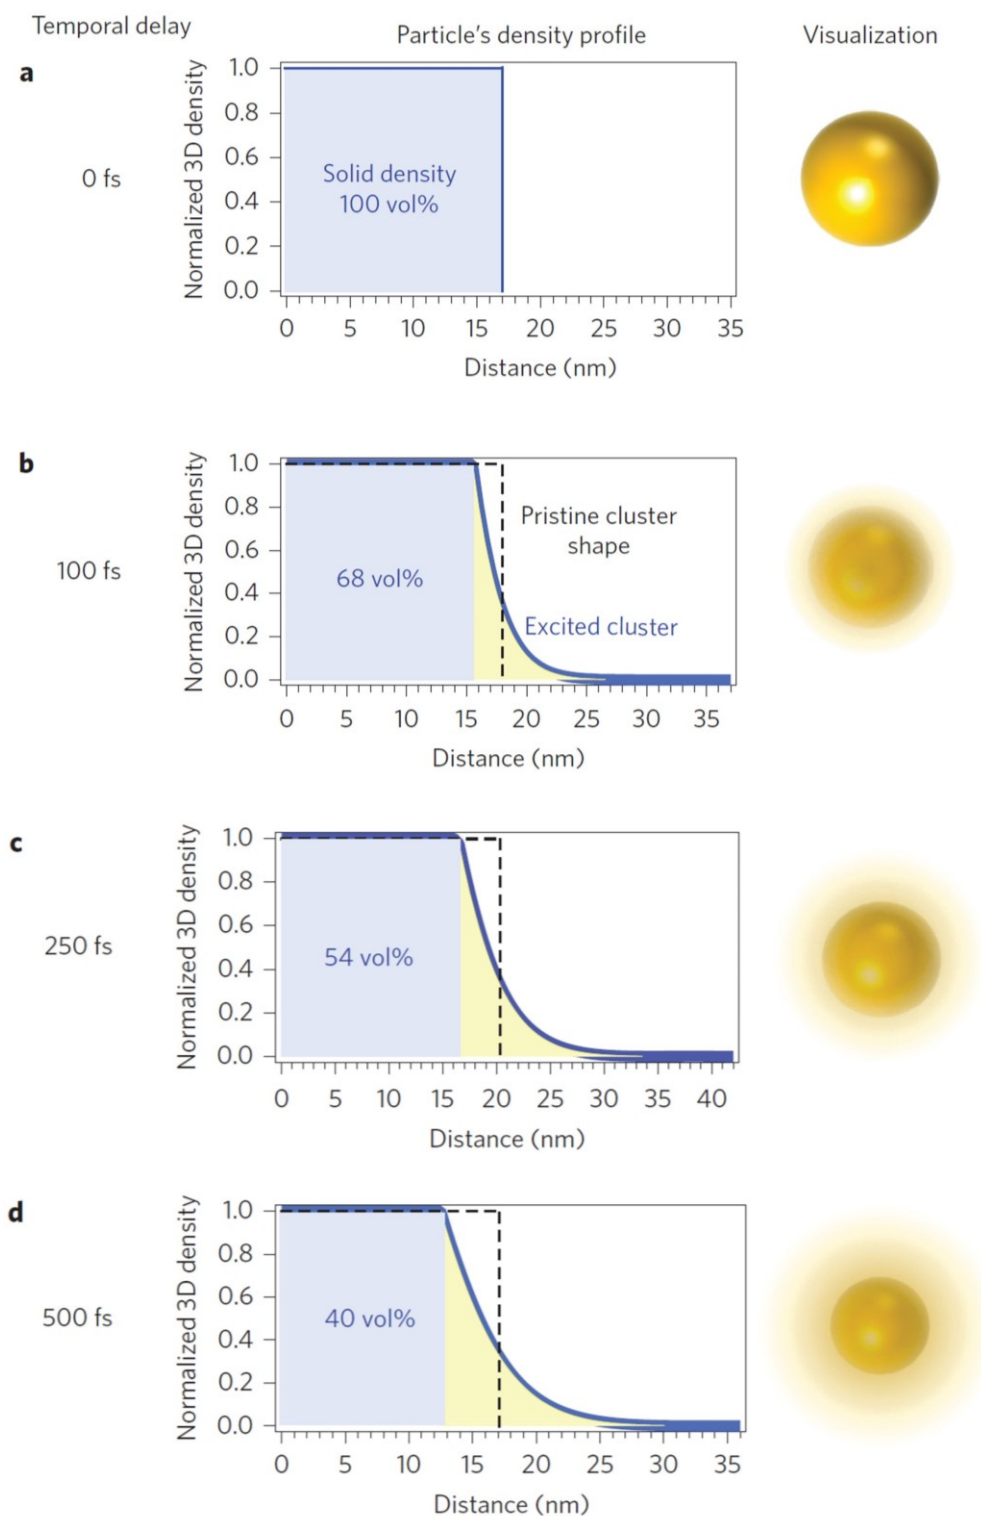 Temporal delay
Particle's density profile
Visualization
a
0 fs
Normalized 3D density
1.0
0.8
0.6
0.4
0.2
0.0
Solid density
100 vol%
0 5 10 15 20 25 30 35
Distance (nm)
b
100 fs
Normalized 3D density
1.0
0.8
0.6
0.4
0.2
0.0
68 vol%
Pristine cluster
shape
Excited cluster
0 5 10 15 20 25 30 35
Distance (nm)
c
250 fs
Normalized 3D density
1.0
0.8
0.6
0.4
0.2
0.0
54 vol%
0 5 10 15 20 25 30 35 40
Distance (nm)
d
500 fs
Normalized 3D density
1.0
0.8
0.6
0.4
0.2
0.0
40 vol%
0 5 10 15 20 25 30 35
Distance (nm)